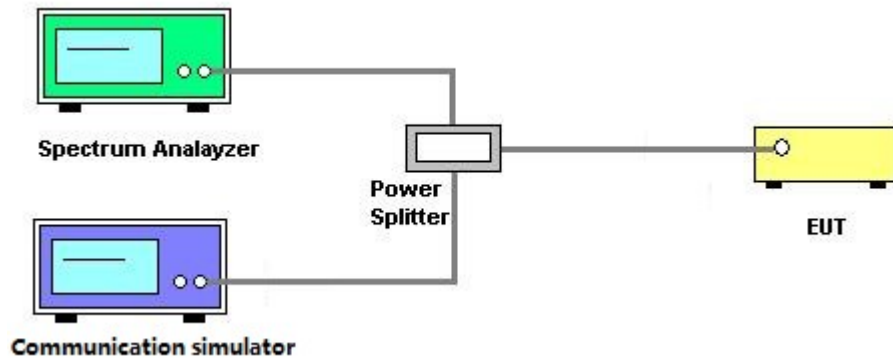 Spectrum Analayzer
Power
Splitter
EUT
Communication simulator